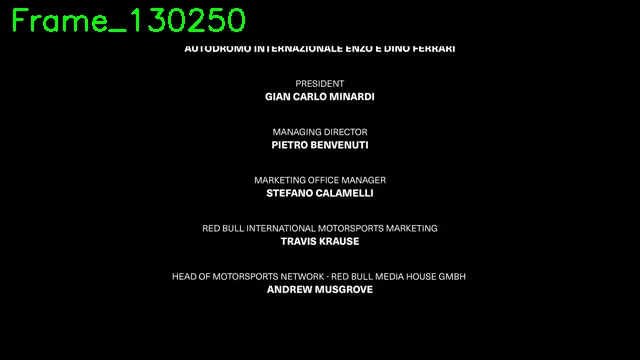 Frame_130250
AUTODROMO INTERNAZIONALE ENZO E DINO FERRARI
PRESIDENT
GIAN CARLO MINARDI
MANAGING DIRECTOR
PIETRO BENVENUTI
MARKETING OFFICE MANAGER
STEFANO CALAMELLI
RED BULL INTERNATIONAL MOTORSPORTS MARKETING
TRAVIS KRAUSE
HEAD OF MOTORSPORTS NETWORK - RED BULL MEDIA HOUSE GMBH
ANDREW MUSGROVE